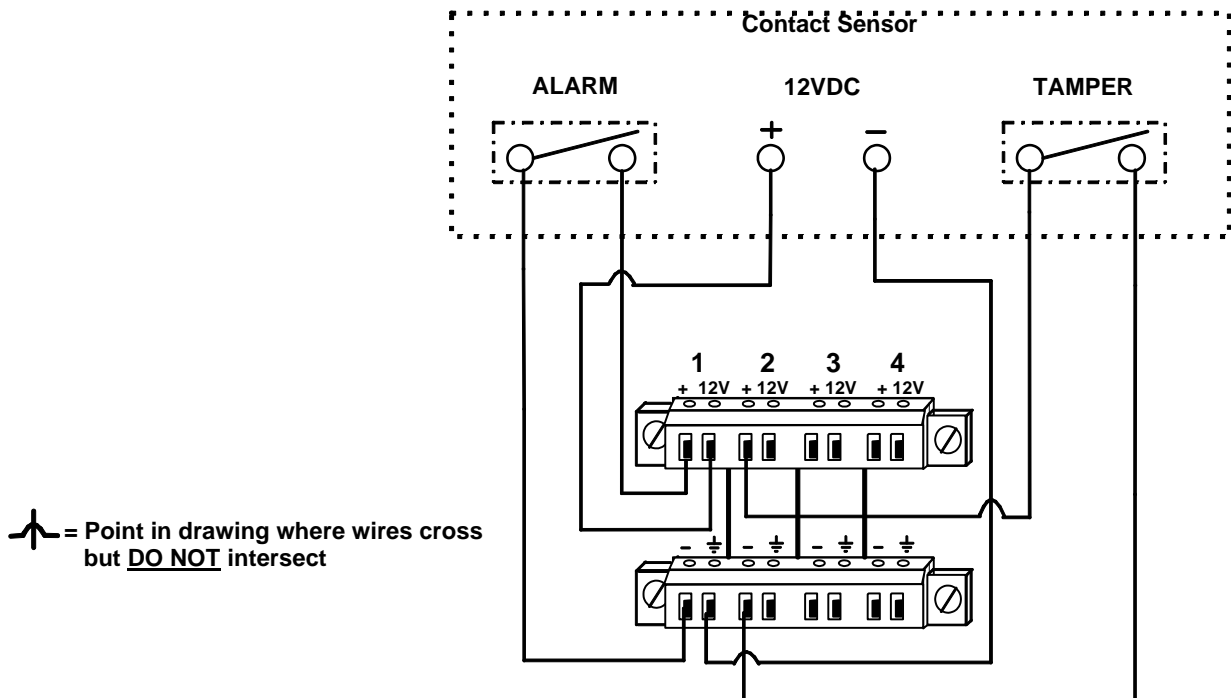 Contact Sensor
ALARM 12VDC TAMPER
+ −
1 2 3 4
+ 12V + 12V + 12V + 12V
= Point in drawing where wires cross
but DO NOT intersect
− ⏚ − ⏚ − ⏚ − ⏚